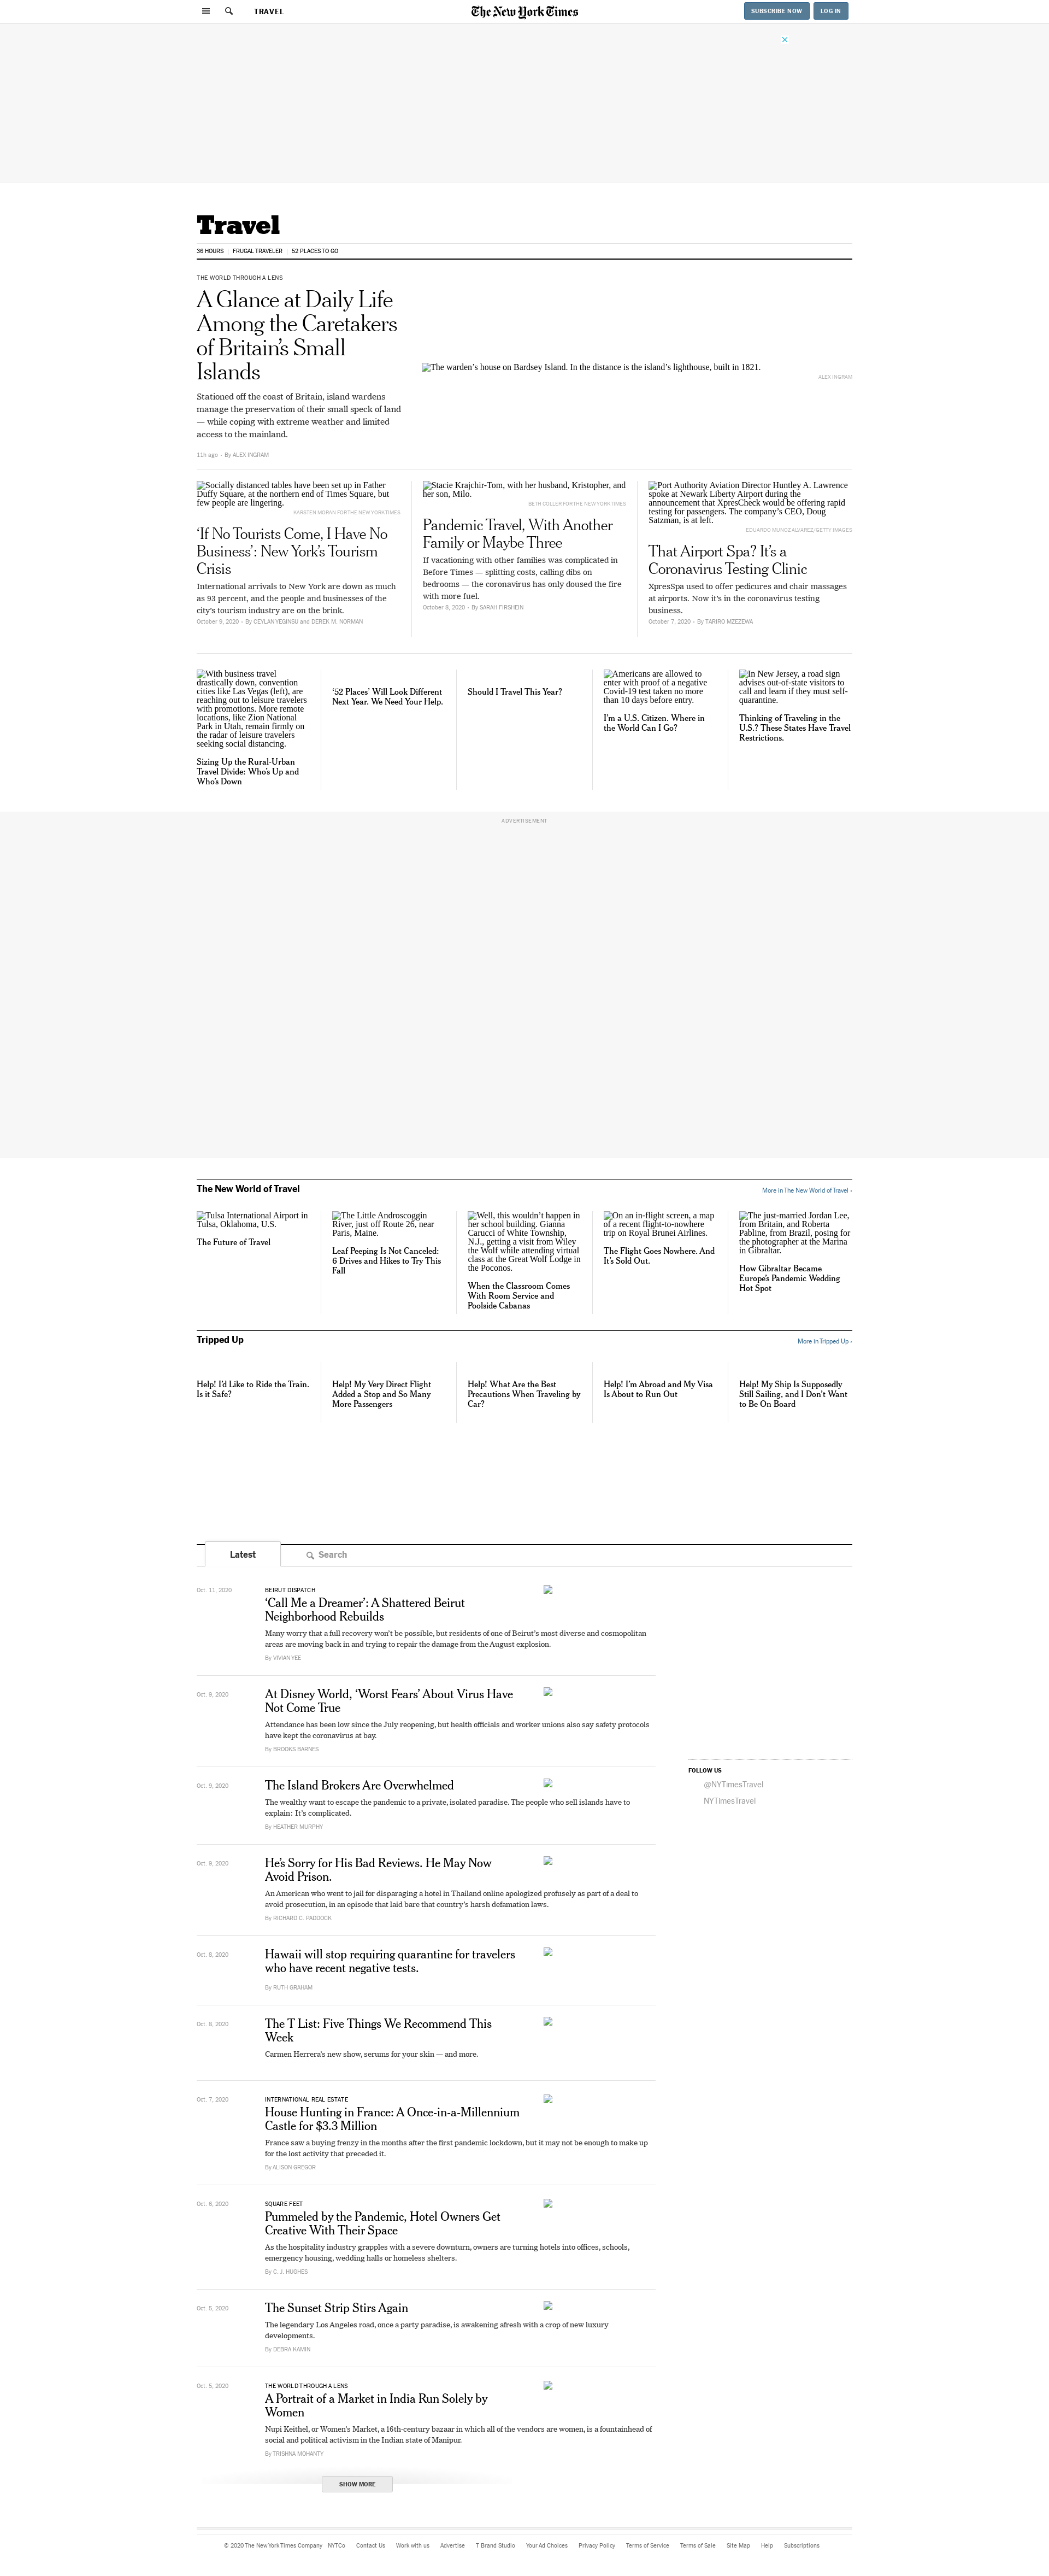 TRAVEL
The New York Times
SUBSCRIBE NOW
LOG IN
Travel
36 HOURS
FRUGAL TRAVELER
52 PLACES TO GO
THE WORLD THROUGH A LENS
A Glance at Daily Life
Among the Caretakers
of Britain's Small
Islands
Stationed off the coast of Britain, island wardens
manage the preservation of their small speck of land
— while coping with extreme weather and limited
access to the mainland.
11h ago • By ALEX INGRAM
The warden's house on Bardsey Island. In the distance is the island's lighthouse, built in 1821.
ALEX INGRAM
Socially distanced tables have been set up in Father
Duffy Square, at the northern end of Times Square, but
few people are lingering.
KARSTEN MORAN FOR THE NEW YORK TIMES
'If No Tourists Come, I Have No
Business': New York's Tourism
Crisis
International arrivals to New York are down as much
as 93 percent, and the people and businesses of the
city's tourism industry are on the brink.
October 9, 2020 • By CEYLAN YEGINSU and DEREK M. NORMAN
Stacie Krajchir-Tom, with her husband, Kristopher, and
her son, Milo.
BETH COLLER FOR THE NEW YORK TIMES
Pandemic Travel, With Another
Family or Maybe Three
If vacationing with other families was complicated in
Before Times — splitting costs, calling dibs on
bedrooms — the coronavirus has only doused the fire
with more fuel.
October 8, 2020 • By SARAH FIRSHEIN
Port Authority Aviation Director Huntley A. Lawrence
spoke at Newark Liberty Airport during the
announcement that XpresCheck would be offering rapid
testing for passengers. The company's CEO, Doug
Satzman, is at left.
EDUARDO MUNOZ ALVAREZ/GETTY IMAGES
That Airport Spa? It's a
Coronavirus Testing Clinic
XpresSpa used to offer pedicures and chair massages
at airports. Now it's in the coronavirus testing
business.
October 7, 2020 • By TARIRO MZEZEWA
With business travel
drastically down, convention
cities like Las Vegas (left), are
reaching out to leisure travelers
with promotions. More remote
locations, like Zion National
Park in Utah, remain firmly on
the radar of leisure travelers
seeking social distancing.
Sizing Up the Rural-Urban
Travel Divide: Who's Up and
Who's Down
'52 Places' Will Look Different
Next Year. We Need Your Help.
Should I Travel This Year?
Americans are allowed to
enter with proof of a negative
Covid-19 test taken no more
than 10 days before entry.
I'm a U.S. Citizen. Where in
the World Can I Go?
In New Jersey, a road sign
advises out-of-state visitors to
call and learn if they must self-
quarantine.
Thinking of Traveling in the
U.S.? These States Have Travel
Restrictions.
ADVERTISEMENT
The New World of Travel
More in The New World of Travel ›
Tulsa International Airport in
Tulsa, Oklahoma, U.S.
The Future of Travel
The Little Androscoggin
River, just off Route 26, near
Paris, Maine.
Leaf Peeping Is Not Canceled:
6 Drives and Hikes to Try This
Fall
Well, this wouldn't happen in
her school building. Gianna
Carucci of White Township,
N.J., getting a visit from Wiley
the Wolf while attending virtual
class at the Great Wolf Lodge in
the Poconos.
When the Classroom Comes
With Room Service and
Poolside Cabanas
On an in-flight screen, a map
of a recent flight-to-nowhere
trip on Royal Brunei Airlines.
The Flight Goes Nowhere. And
It's Sold Out.
The just-married Jordan Lee,
from Britain, and Roberta
Pabline, from Brazil, posing for
the photographer at the Marina
in Gibraltar.
How Gibraltar Became
Europe's Pandemic Wedding
Hot Spot
Tripped Up
More in Tripped Up ›
Help! I'd Like to Ride the Train.
Is it Safe?
Help! My Very Direct Flight
Added a Stop and So Many
More Passengers
Help! What Are the Best
Precautions When Traveling by
Car?
Help! I'm Abroad and My Visa
Is About to Run Out
Help! My Ship Is Supposedly
Still Sailing, and I Don't Want
to Be On Board
Latest
Search
Oct. 11, 2020
BEIRUT DISPATCH
'Call Me a Dreamer': A Shattered Beirut
Neighborhood Rebuilds
Many worry that a full recovery won't be possible, but residents of one of Beirut's most diverse and cosmopolitan
areas are moving back in and trying to repair the damage from the August explosion.
By VIVIAN YEE
Oct. 9, 2020
At Disney World, 'Worst Fears' About Virus Have
Not Come True
Attendance has been low since the July reopening, but health officials and worker unions also say safety protocols
have kept the coronavirus at bay.
By BROOKS BARNES
Oct. 9, 2020
The Island Brokers Are Overwhelmed
The wealthy want to escape the pandemic to a private, isolated paradise. The people who sell islands have to
explain: It's complicated.
By HEATHER MURPHY
FOLLOW US
@NYTimesTravel
NYTimesTravel
Oct. 9, 2020
He's Sorry for His Bad Reviews. He May Now
Avoid Prison.
An American who went to jail for disparaging a hotel in Thailand online apologized profusely as part of a deal to
avoid prosecution, in an episode that laid bare that country's harsh defamation laws.
By RICHARD C. PADDOCK
Oct. 8, 2020
Hawaii will stop requiring quarantine for travelers
who have recent negative tests.
By RUTH GRAHAM
Oct. 8, 2020
The T List: Five Things We Recommend This
Week
Carmen Herrera's new show, serums for your skin — and more.
Oct. 7, 2020
INTERNATIONAL REAL ESTATE
House Hunting in France: A Once-in-a-Millennium
Castle for $3.3 Million
France saw a buying frenzy in the months after the first pandemic lockdown, but it may not be enough to make up
for the lost activity that preceded it.
By ALISON GREGOR
Oct. 6, 2020
SQUARE FEET
Pummeled by the Pandemic, Hotel Owners Get
Creative With Their Space
As the hospitality industry grapples with a severe downturn, owners are turning hotels into offices, schools,
emergency housing, wedding halls or homeless shelters.
By C. J. HUGHES
Oct. 5, 2020
The Sunset Strip Stirs Again
The legendary Los Angeles road, once a party paradise, is awakening afresh with a crop of new luxury
developments.
By DEBRA KAMIN
Oct. 5, 2020
THE WORLD THROUGH A LENS
A Portrait of a Market in India Run Solely by
Women
Nupi Keithel, or Women's Market, a 16th-century bazaar in which all of the vendors are women, is a fountainhead of
social and political activism in the Indian state of Manipur.
By TRISHNA MOHANTY
SHOW MORE
© 2020 The New York Times Company NYTCo Contact Us Work with us Advertise T Brand Studio Your Ad Choices Privacy Policy Terms of Service Terms of Sale Site Map Help Subscriptions